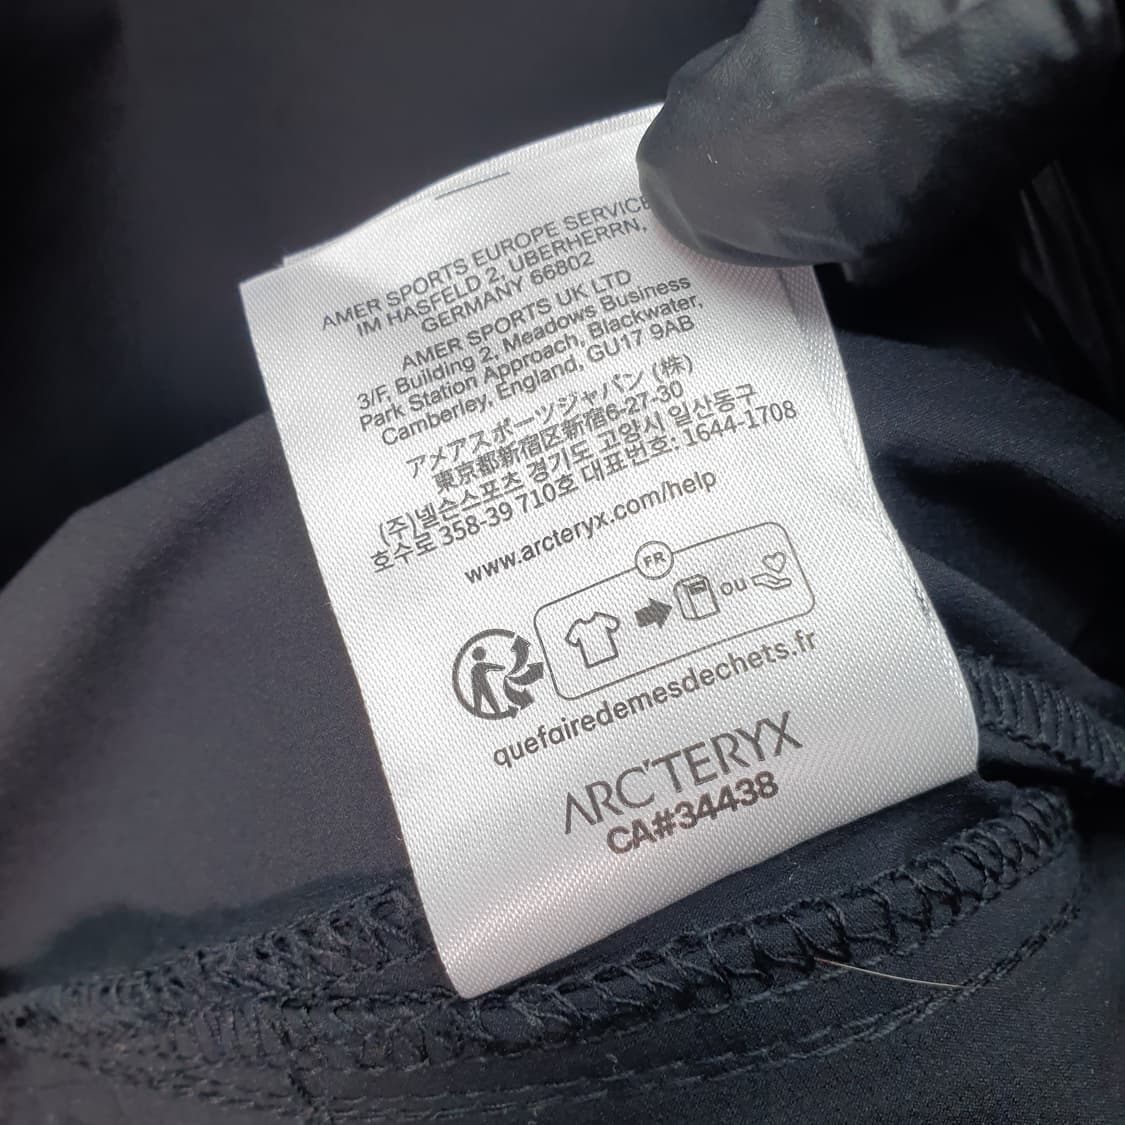 AMER SPORTS EUROPE SERVICE
IM HASFELD 2, UBERHERRN,
GERMANY 66802
AMER SPORTS UK LTD
3/F, Building 2, Meadows Business
Park Station Approach, Blackwater,
Camberley, England, GU17 9AB
アメアスポーツジャパン (株)
東京都新宿区新宿6-27-30
(주)넬슨스포츠 경기도 고양시 일산동구
호수로 358-39 710호 대표번호: 1644-1708
www.arcteryx.com/help
FR
ou
quefairedemesdechets.fr
ARC'TERYX
CA#34438